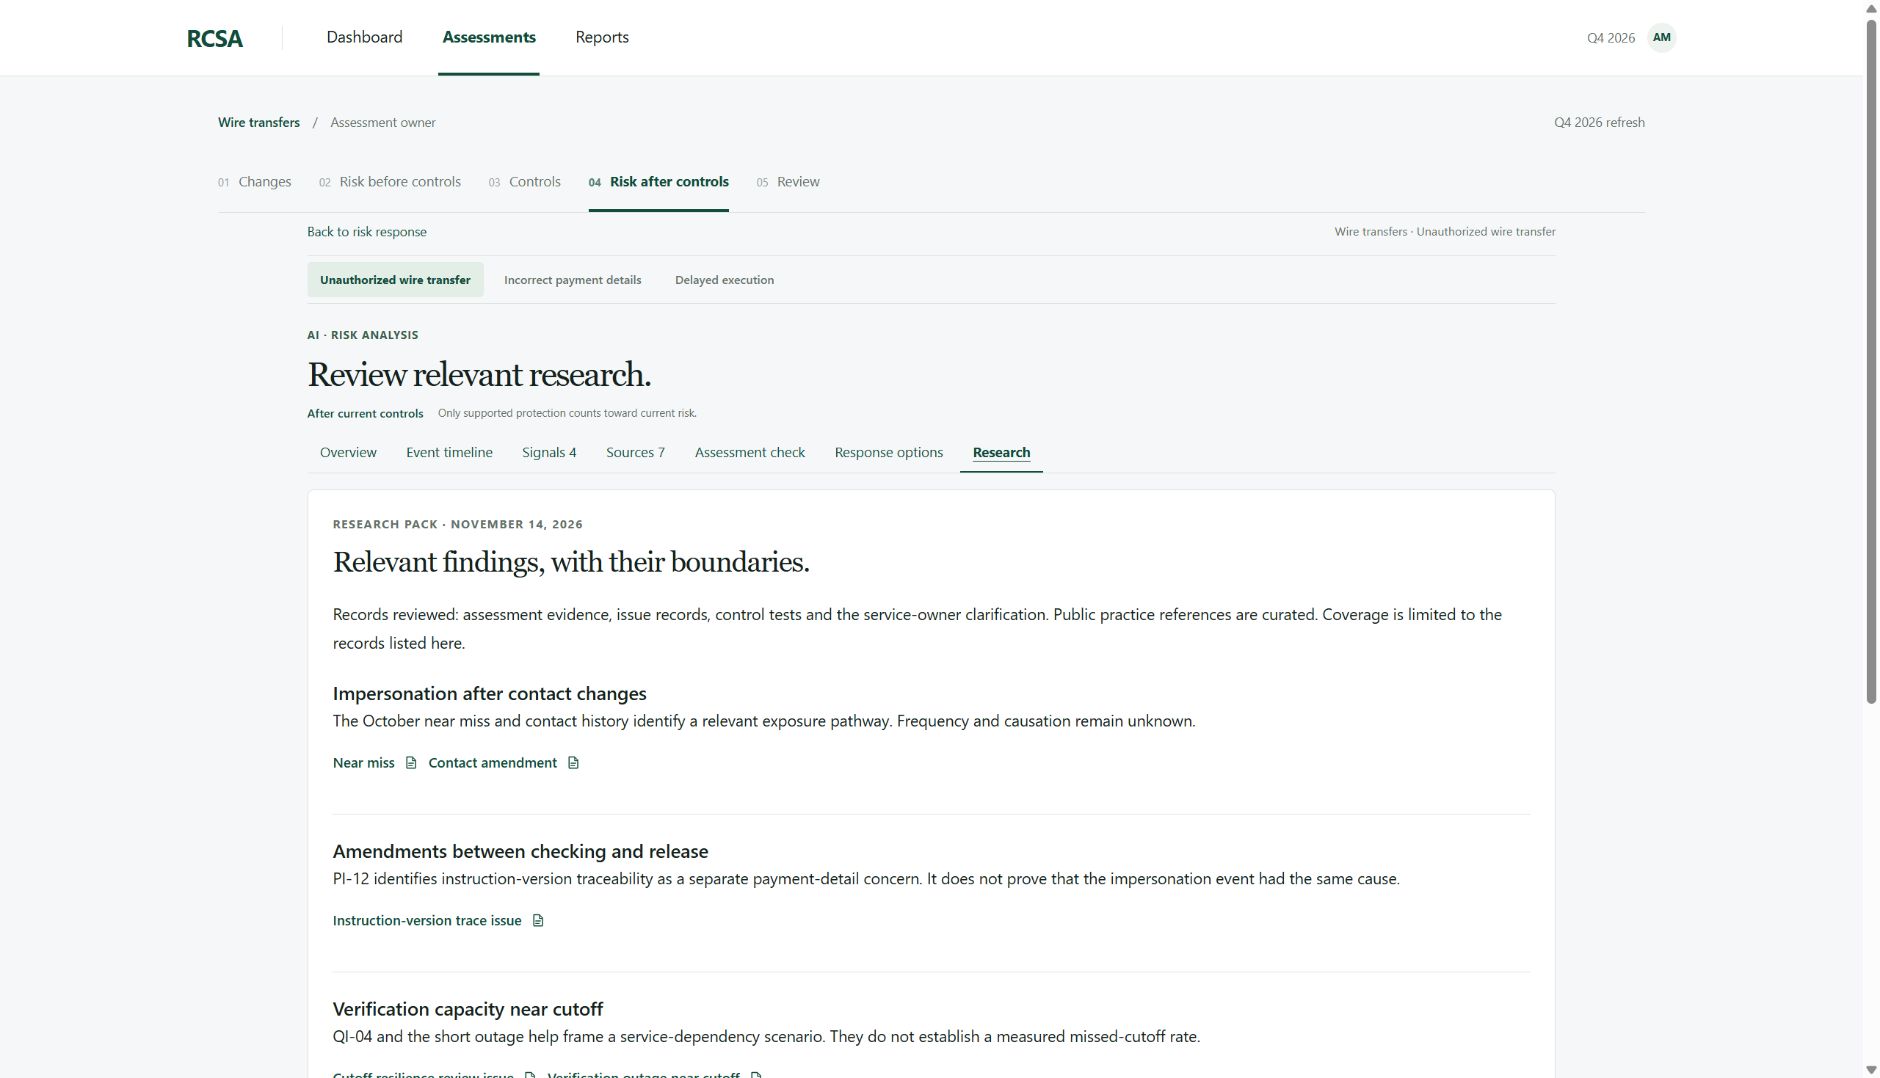 RCSA
Dashboard
Assessments
Reports
Q4 2026
AM
Wire transfers / Assessment owner
Q4 2026 refresh
01 Changes
02 Risk before controls
03 Controls
04 Risk after controls
05 Review
Back to risk response
Wire transfers · Unauthorized wire transfer
Unauthorized wire transfer
Incorrect payment details
Delayed execution
AI · RISK ANALYSIS
Review relevant research.
After current controls Only supported protection counts toward current risk.
Overview
Event timeline
Signals 4
Sources 7
Assessment check
Response options
Research
RESEARCH PACK · NOVEMBER 14, 2026
Relevant findings, with their boundaries.
Records reviewed: assessment evidence, issue records, control tests and the service-owner clarification. Public practice references are curated. Coverage is limited to the
records listed here.
Impersonation after contact changes
The October near miss and contact history identify a relevant exposure pathway. Frequency and causation remain unknown.
Near miss Contact amendment
Amendments between checking and release
PI-12 identifies instruction-version traceability as a separate payment-detail concern. It does not prove that the impersonation event had the same cause.
Instruction-version trace issue
Verification capacity near cutoff
QI-04 and the short outage help frame a service-dependency scenario. They do not establish a measured missed-cutoff rate.
Cutoff resilience review issue Verification outage near cutoff